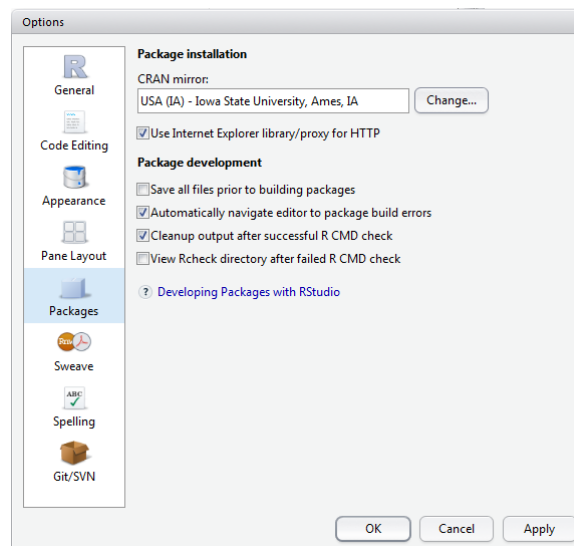 Options
General
Code Editing
Appearance
Pane Layout
Packages
Sweave
ABC
Spelling
Git/SVN
Package installation
CRAN mirror:
USA (IA) - Iowa State University, Ames, IA
Change...
Use Internet Explorer library/proxy for HTTP
Package development
Save all files prior to building packages
Automatically navigate editor to package build errors
Cleanup output after successful R CMD check
View Rcheck directory after failed R CMD check
? Developing Packages with RStudio
OK Cancel Apply